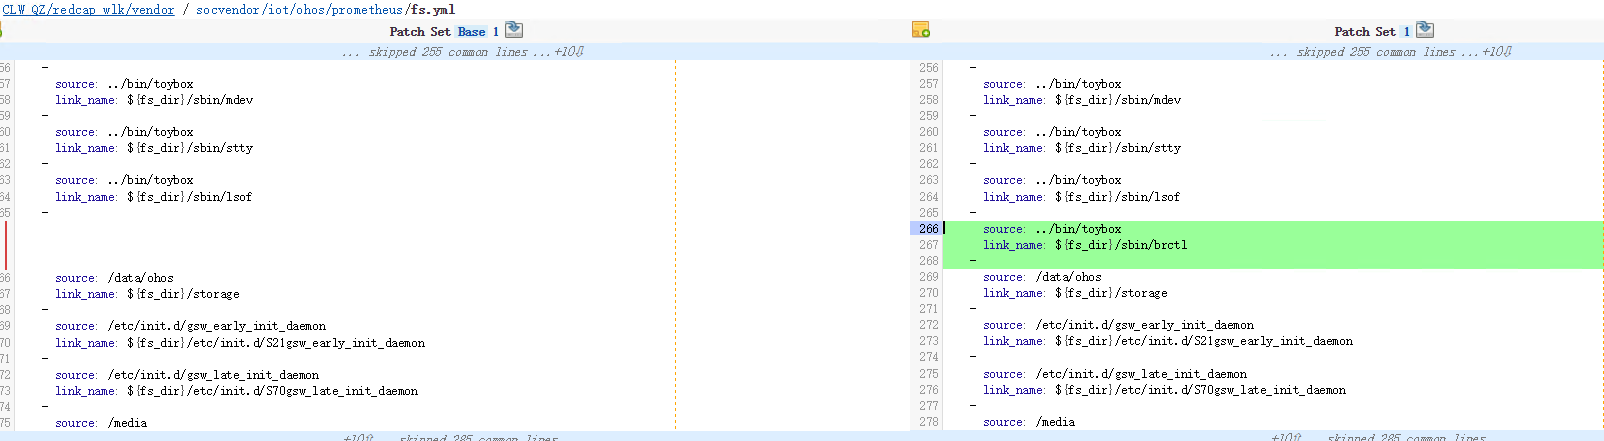 CLW_QZ/redcap_wlk/vendor / socvendor/iot/ohos/prometheus/fs.yml
Patch Set Base 1
Patch Set 1
... skipped 255 common lines ...+10⇩
... skipped 255 common lines ...+10⇩
56 -
57 source: ../bin/toybox
58 link_name: ${fs_dir}/sbin/mdev
59 -
60 source: ../bin/toybox
61 link_name: ${fs_dir}/sbin/stty
62 -
63 source: ../bin/toybox
64 link_name: ${fs_dir}/sbin/lsof
65 -
66 source: /data/ohos
67 link_name: ${fs_dir}/storage
68 -
69 source: /etc/init.d/gsw_early_init_daemon
70 link_name: ${fs_dir}/etc/init.d/S21gsw_early_init_daemon
71 -
72 source: /etc/init.d/gsw_late_init_daemon
73 link_name: ${fs_dir}/etc/init.d/S70gsw_late_init_daemon
74 -
75 source: /media
256 -
257 source: ../bin/toybox
258 link_name: ${fs_dir}/sbin/mdev
259 -
260 source: ../bin/toybox
261 link_name: ${fs_dir}/sbin/stty
262 -
263 source: ../bin/toybox
264 link_name: ${fs_dir}/sbin/lsof
265 -
266 source: ../bin/toybox
267 link_name: ${fs_dir}/sbin/brctl
268 -
269 source: /data/ohos
270 link_name: ${fs_dir}/storage
271 -
272 source: /etc/init.d/gsw_early_init_daemon
273 link_name: ${fs_dir}/etc/init.d/S21gsw_early_init_daemon
274 -
275 source: /etc/init.d/gsw_late_init_daemon
276 link_name: ${fs_dir}/etc/init.d/S70gsw_late_init_daemon
277 -
278 source: /media
+10⇧ ... skipped 285 common lines
+10⇧ ... skipped 285 common lines